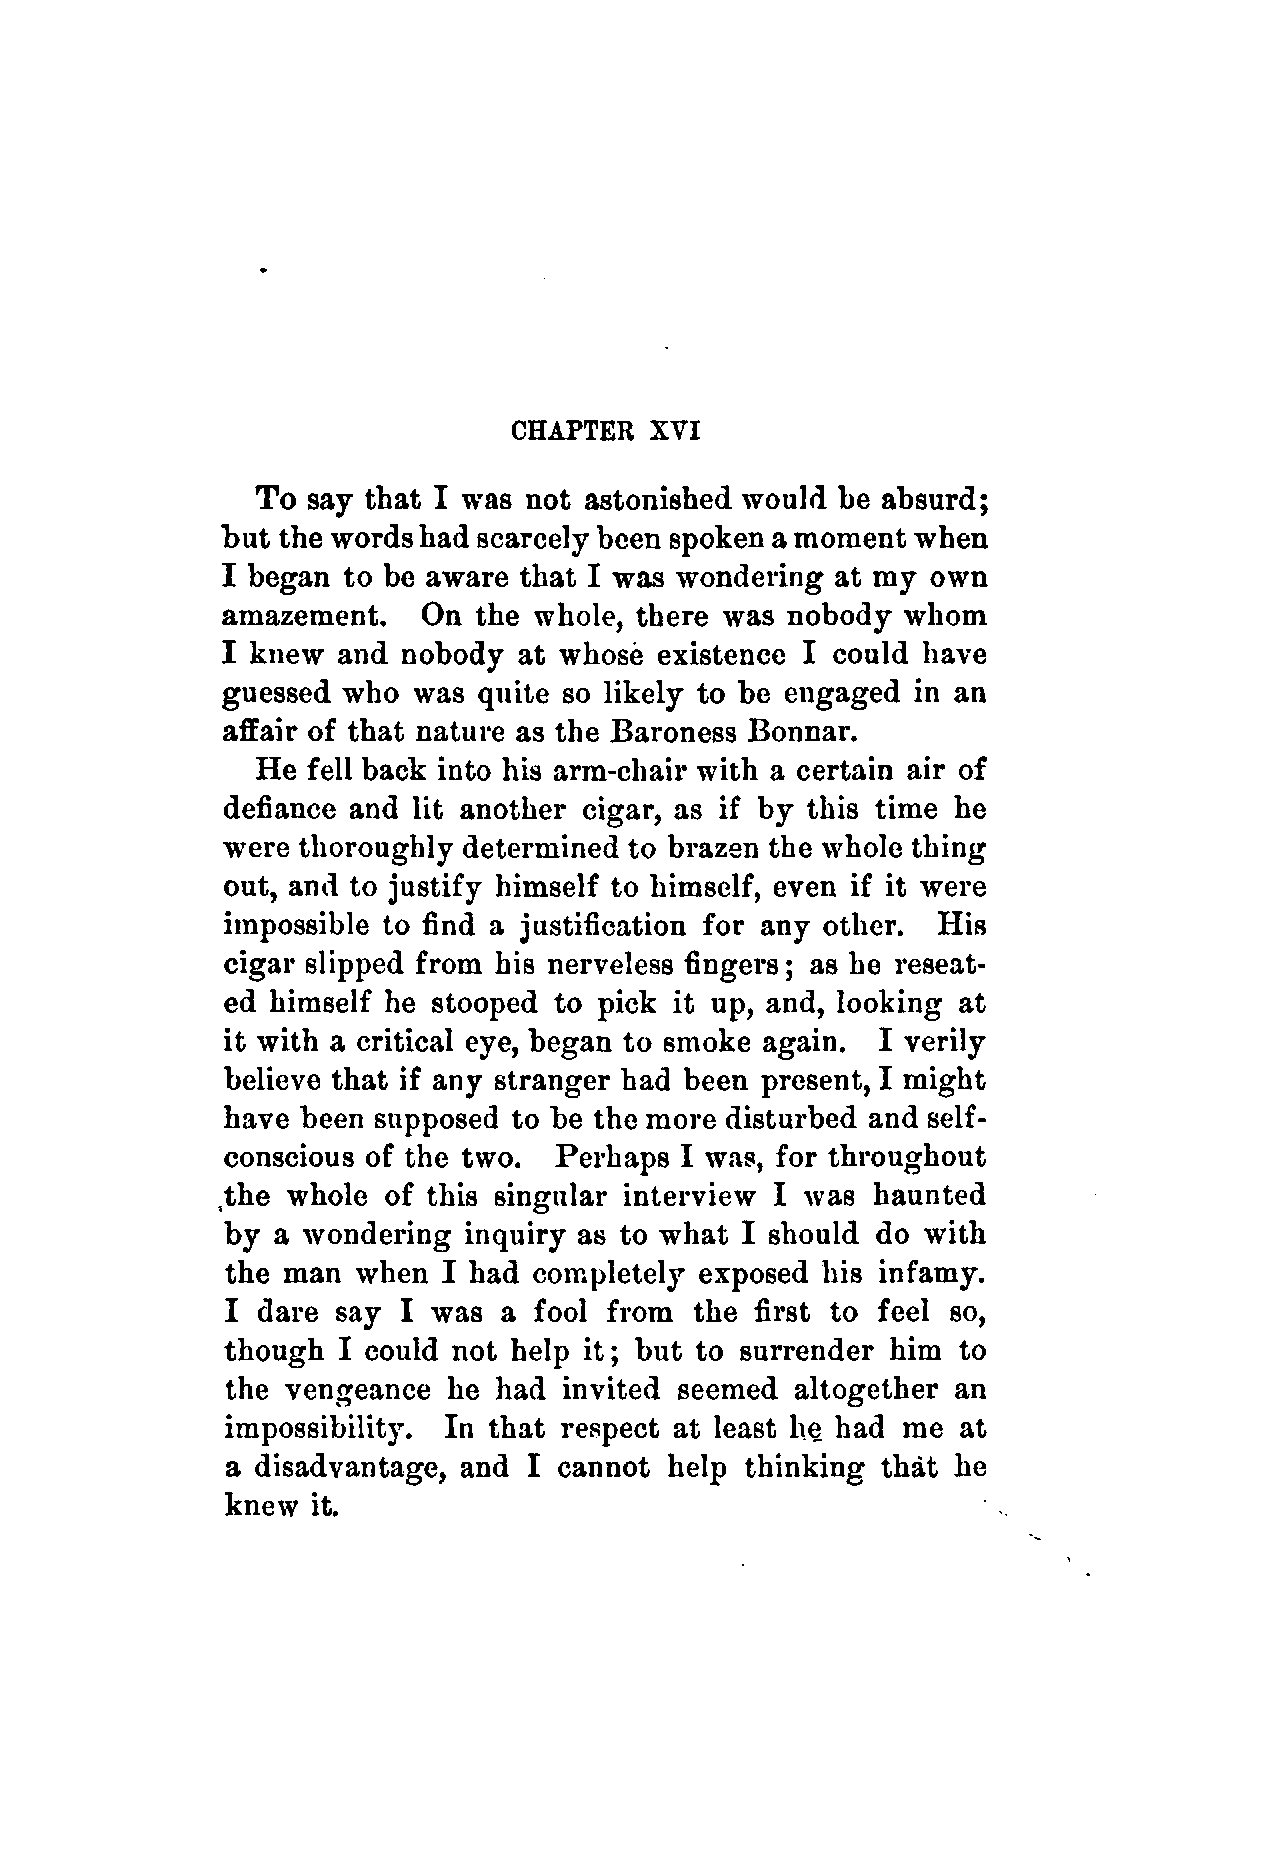 CHAPTER XVI
To say that I was not astonished would be absurd;
but the words had scarcely been spoken a moment when
I began to be aware that I was wondering at my own
amazement. On the whole, there was nobody whom
I knew and nobody at whose existence I could have
guessed who was quite so likely to be engaged in an
affair of that nature as the Baroness Bonnar.
He fell back into his arm-chair with a certain air of
defiance and lit another cigar, as if by this time he
were thoroughly determined to brazen the whole thing
out, and to justify himself to himself, even if it were
impossible to find a justification for any other. His
cigar slipped from his nerveless fingers; as he reseat-
ed himself he stooped to pick it up, and, looking at
it with a critical eye, began to smoke again. I verily
believe that if any stranger had been present, I might
have been supposed to be the more disturbed and self-
conscious of the two. Perhaps I was, for throughout
the whole of this singular interview I was haunted
by a wondering inquiry as to what I should do with
the man when I had completely exposed his infamy.
I dare say I was a fool from the first to feel so,
though I could not help it; but to surrender him to
the vengeance he had invited seemed altogether an
impossibility. In that respect at least he had me at
a disadvantage, and I cannot help thinking that he
knew it.